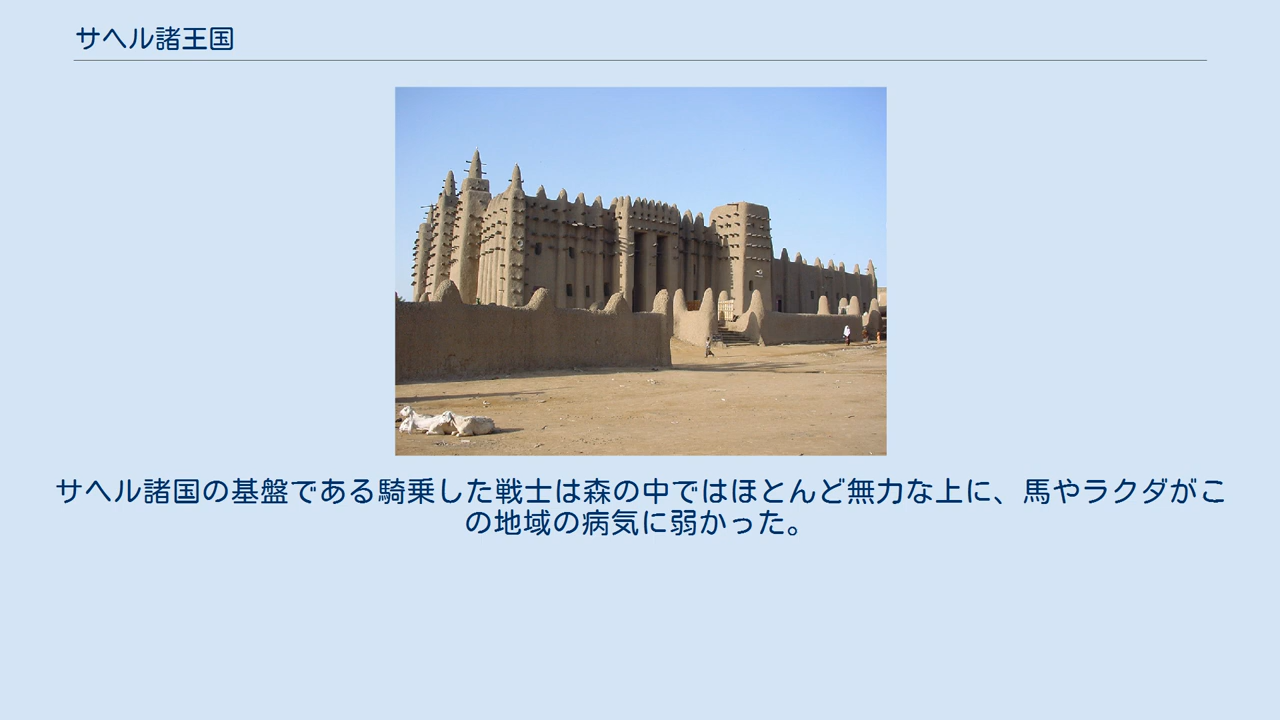 サヘル諸王国
サヘル諸国の基盤である騎乗した戦士は森の中ではほとんど無力な上に、馬やラクダがこ
の地域の病気に弱かった。